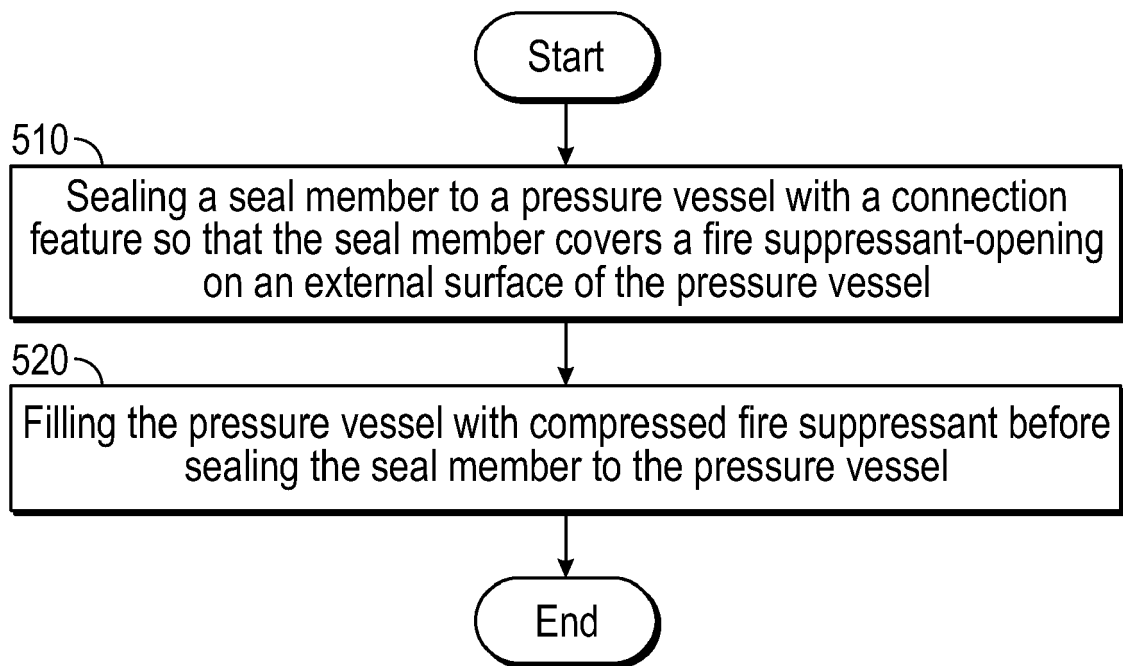 Start
510
Sealing a seal member to a pressure vessel with a connection
feature so that the seal member covers a fire suppressant-opening
on an external surface of the pressure vessel
520
Filling the pressure vessel with compressed fire suppressant before
sealing the seal member to the pressure vessel
End